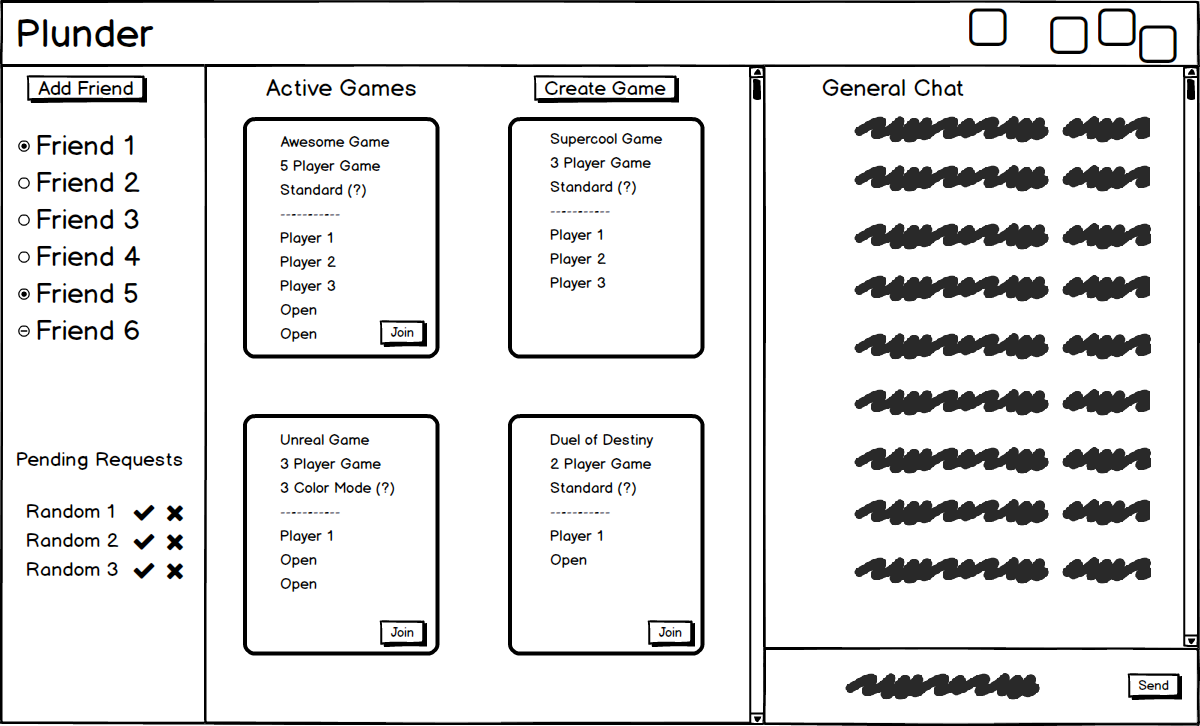 Plunder
Add Friend
Friend 1
Friend 2
Friend 3
Friend 4
Friend 5
Friend 6
Pending Requests
Random 1
Random 2
Random 3
Active Games
Create Game
Awesome Game
5 Player Game
Standard (?)
-----------
Player 1
Player 2
Player 3
Open
Open
Join
Supercool Game
3 Player Game
Standard (?)
-----------
Player 1
Player 2
Player 3
Unreal Game
3 Player Game
3 Color Mode (?)
-----------
Player 1
Open
Open
Join
Duel of Destiny
2 Player Game
Standard (?)
-----------
Player 1
Open
Join
General Chat
Send